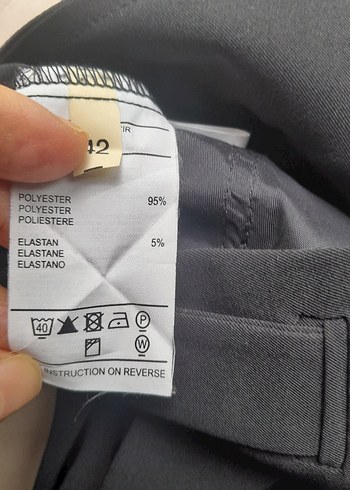 42
POLYESTER 95%
POLYESTER
POLIESTERE
ELASTAN 5%
ELASTANE
ELASTANO
40 P
W
INSTRUCTION ON REVERSE